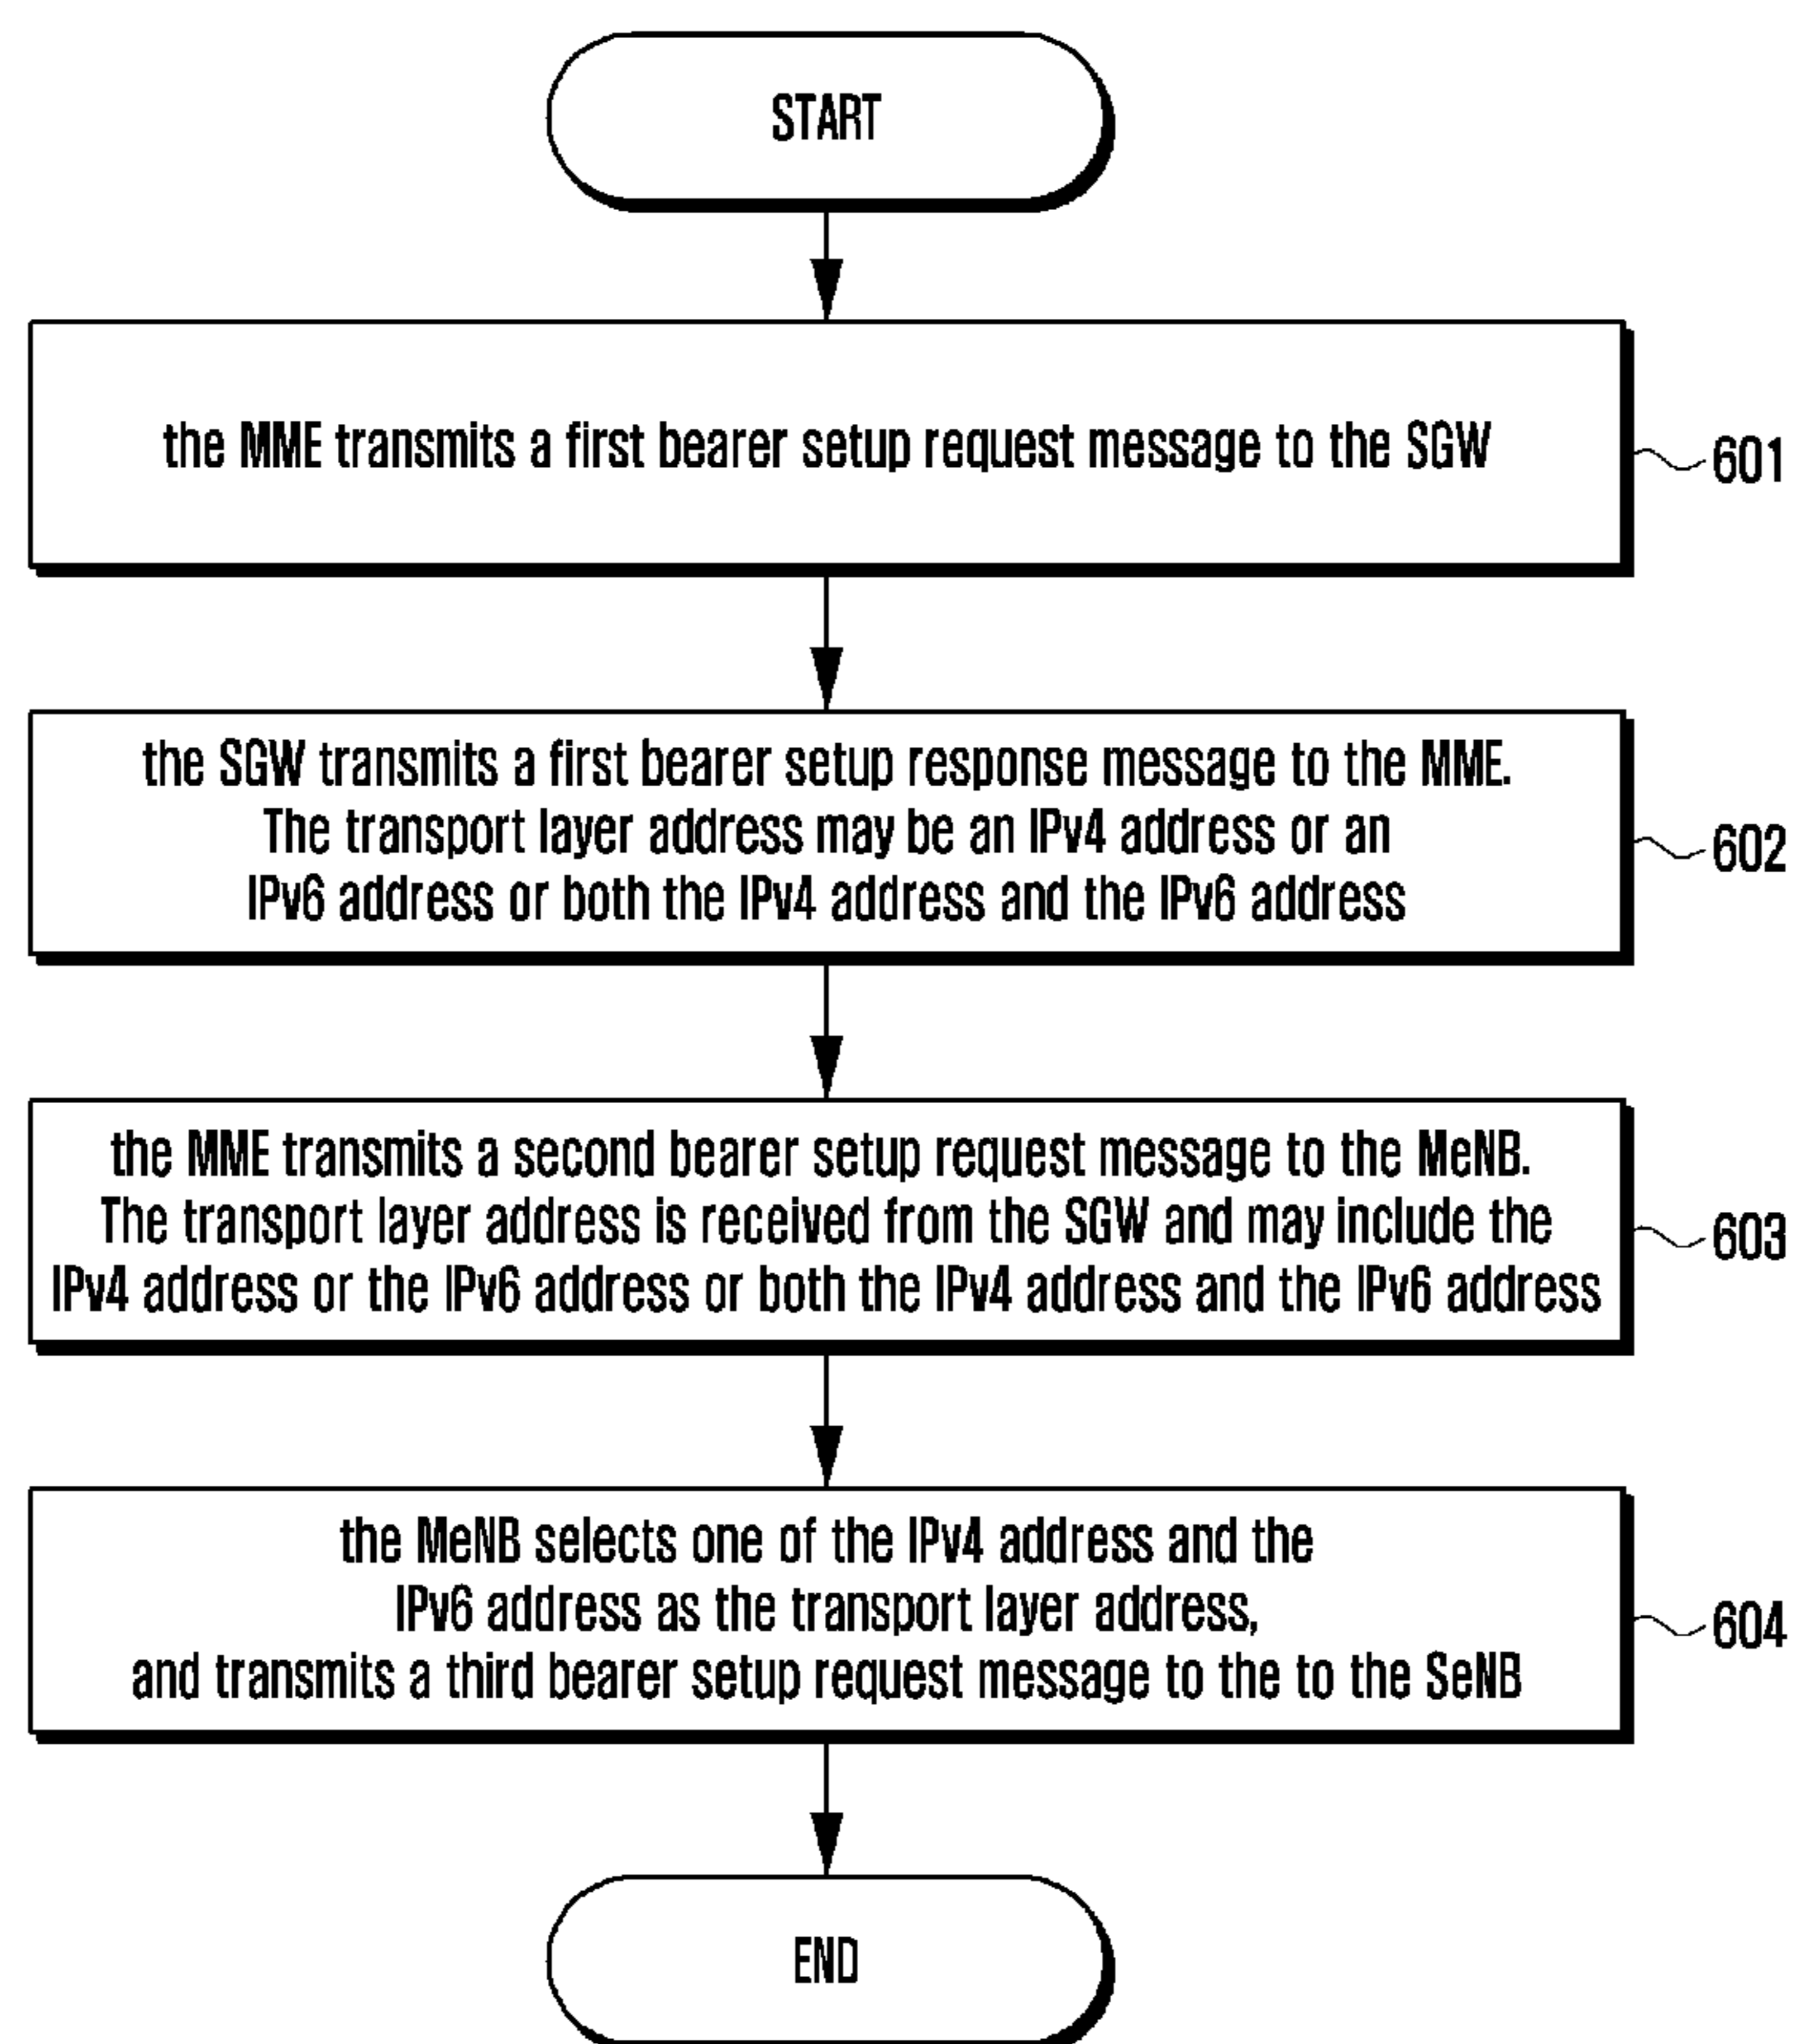 START
the MME transmits a first bearer setup request message to the SGW
601
the SGW transmits a first bearer setup response message to the MME.
The transport layer address may be an IPv4 address or an
IPv6 address or both the IPv4 address and the IPv6 address
602
the MME transmits a second bearer setup request message to the MeNB.
The transport layer address is received from the SGW and may include the
IPv4 address or the IPv6 address or both the IPv4 address and the IPv6 address
603
the MeNB selects one of the IPv4 address and the
IPv6 address as the transport layer address,
and transmits a third bearer setup request message to the to the SeNB
604
END